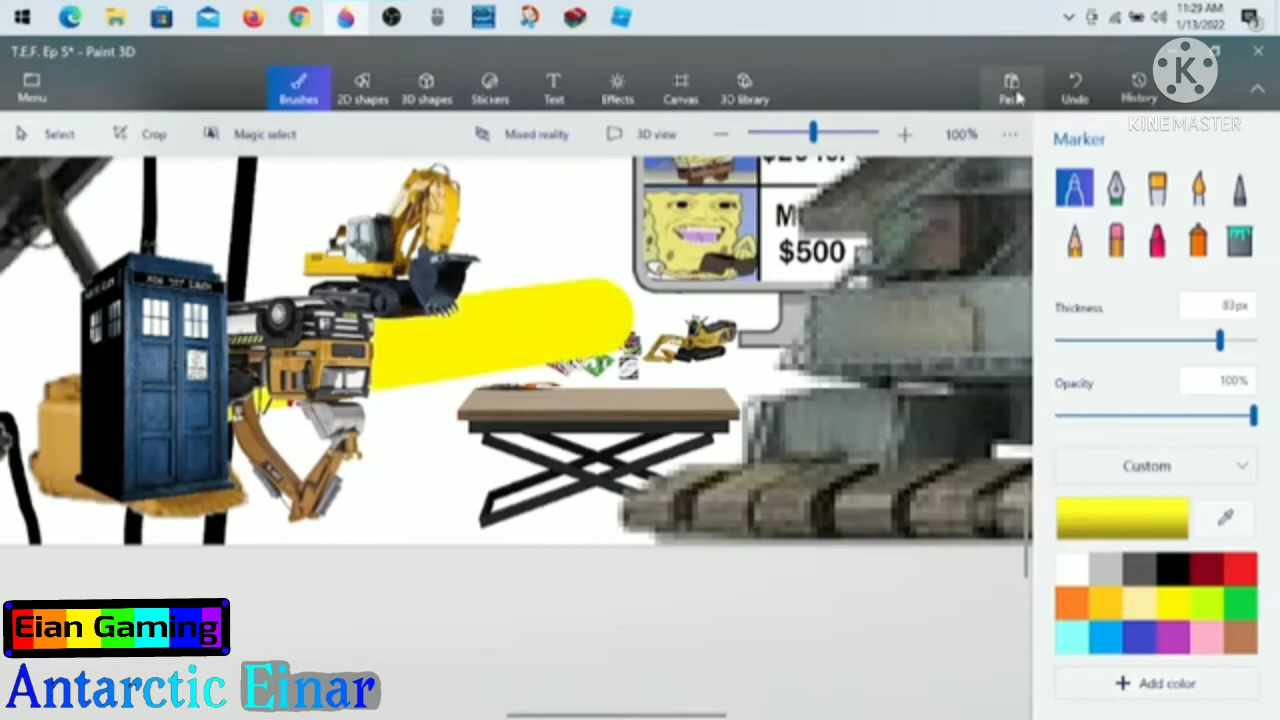 11:29 AM
1/13/2022
T.E.F. Ep 5* - Paint 3D
Menu
Brushes
2D shapes
3D shapes
Stickers
Text
Effects
Canvas
3D library
Undo
History
K
KINEMASTER
Select
Crop
Magic select
Mixed reality
3D view
100%
Marker
$500
Thickness
83px
Opacity
100%
Custom
Add color
Eian Gaming
Antarctic Einar